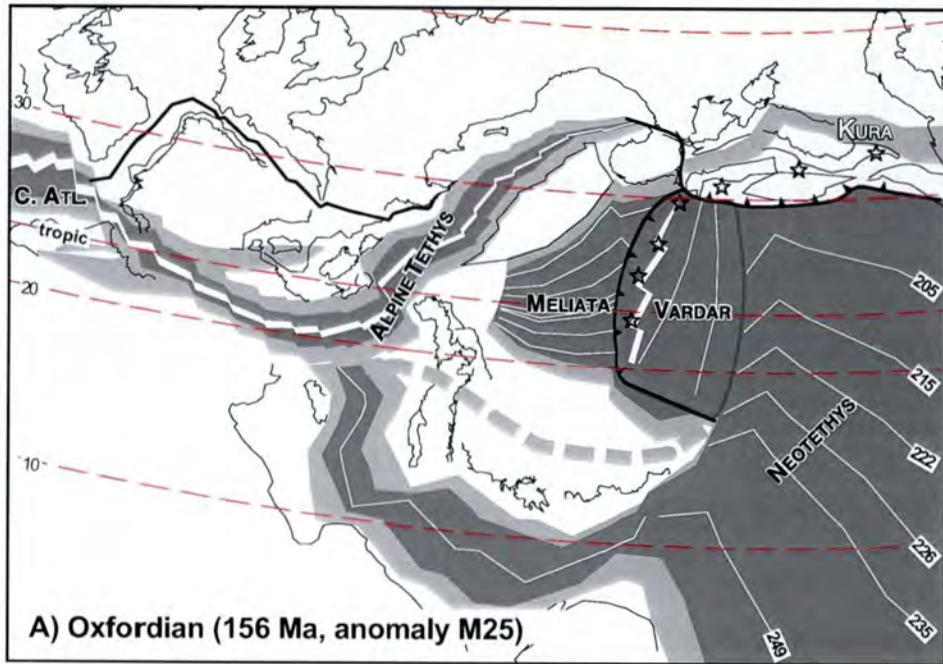 30
KURA
C. ATL.
tropic
ALPINE TETHYS
20
MELIATA
VARDAR
205
215
NEOTETHYS
222
10
226
235
249
A) Oxfordian (156 Ma, anomaly M25)